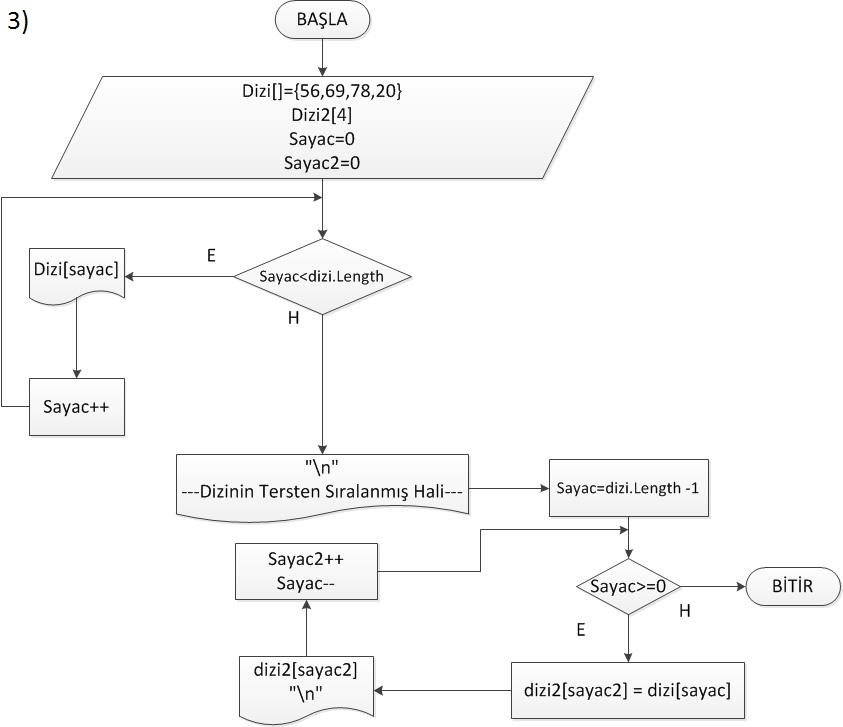 3)
BAŞLA
Dizi[]={56,69,78,20}
Dizi2[4]
Sayac=0
Sayac2=0
E
Dizi[sayac]
Sayac<dizi.Length
H
Sayac++
"\n"
---Dizinin Tersten Sıralanmış Hali---
Sayac=dizi.Length -1
Sayac2++
Sayac--
Sayac>=0
BİTİR
H
E
dizi2[sayac2]
"\n"
dizi2[sayac2] = dizi[sayac]